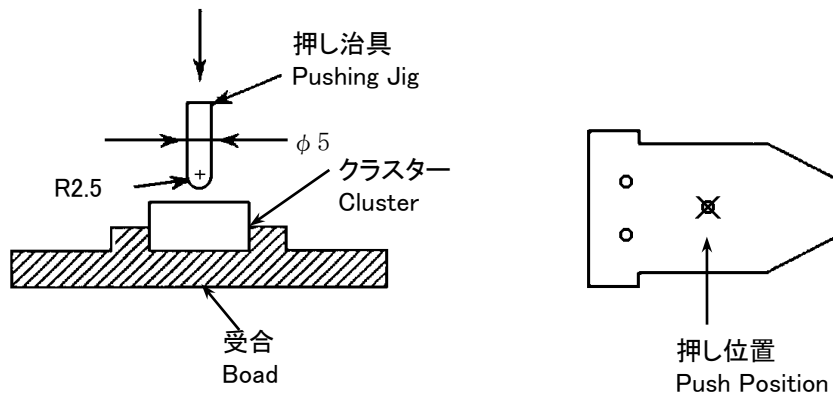 押し治具
Pushing Jig
φ5
R2.5
クラスター
Cluster
受合
Boad
押し位置
Push Position